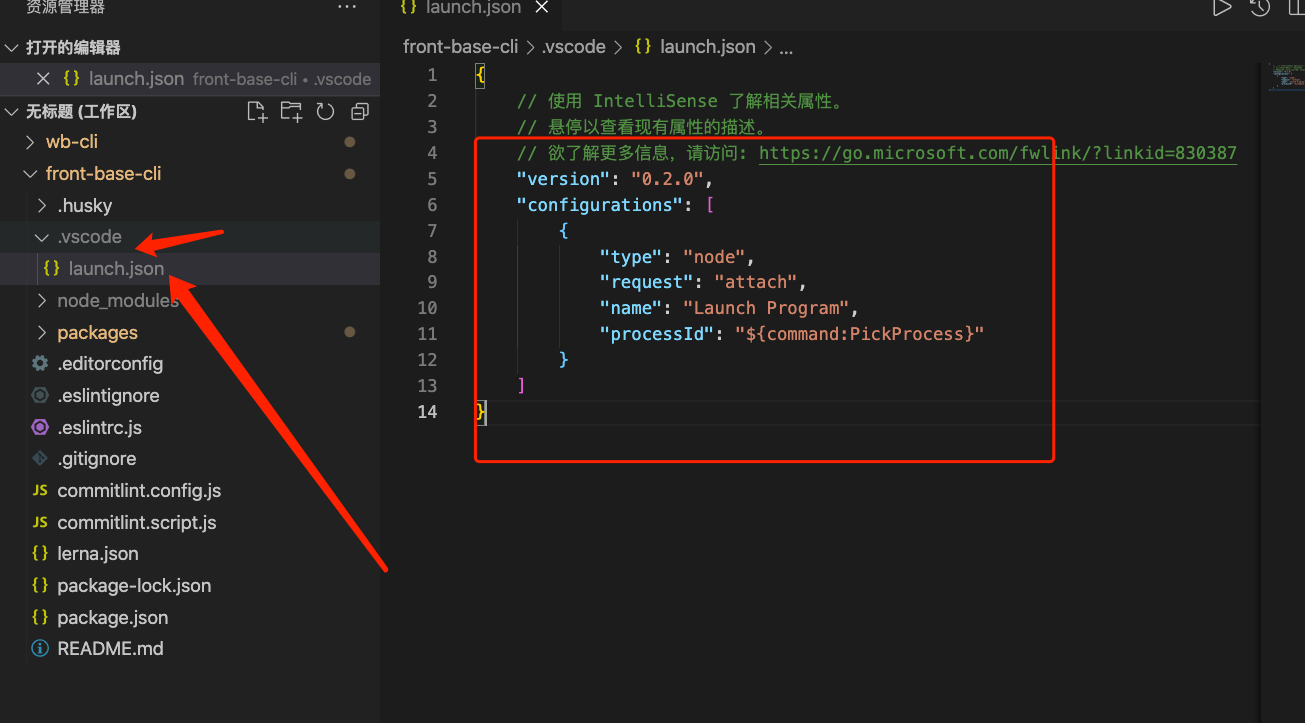 资源管理器
···
打开的编辑器
{} launch.json front-base-cli • .vscode
无标题 (工作区)
wb-cli
front-base-cli
.husky
.vscode
{} launch.json
node_modules
packages
.editorconfig
.eslintignore
.eslintrc.js
.gitignore
JS commitlint.config.js
JS commitlint.script.js
{} lerna.json
{} package-lock.json
{} package.json
README.md
{} launch.json
front-base-cli > .vscode > {} launch.json > ...
1 {
2 // 使用 IntelliSense 了解相关属性。
3 // 悬停以查看现有属性的描述。
4 // 欲了解更多信息，请访问: https://go.microsoft.com/fwlink/?linkid=830387
5 "version": "0.2.0",
6 "configurations": [
7 {
8 "type": "node",
9 "request": "attach",
10 "name": "Launch Program",
11 "processId": "${command:PickProcess}"
12 }
13 ]
14 }